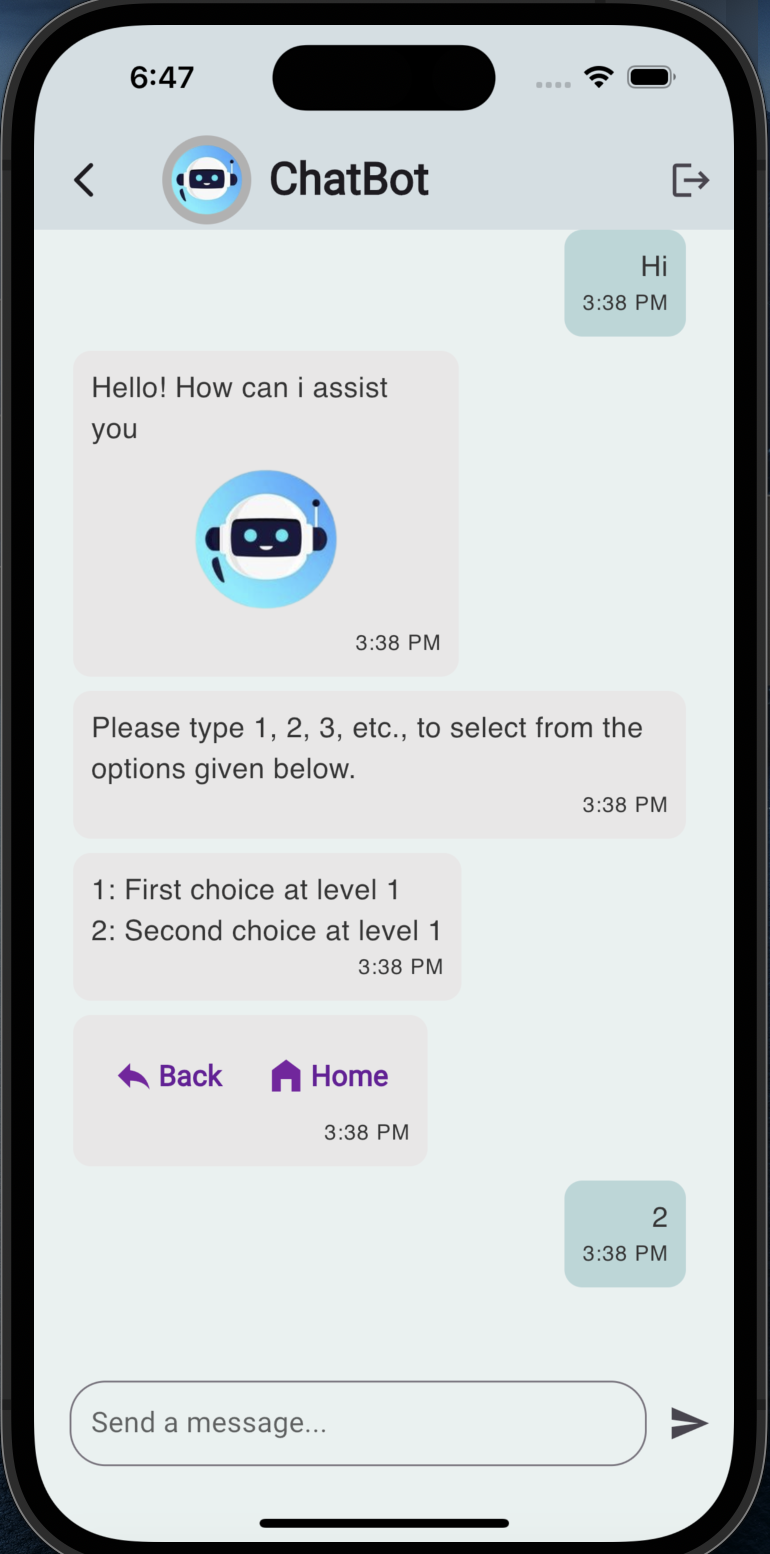 6:47
ChatBot
Hi
3:38 PM
Hello! How can i assist
you
3:38 PM
Please type 1, 2, 3, etc., to select from the
options given below.
3:38 PM
1: First choice at level 1
2: Second choice at level 1
3:38 PM
Back Home
3:38 PM
2
3:38 PM
Send a message...